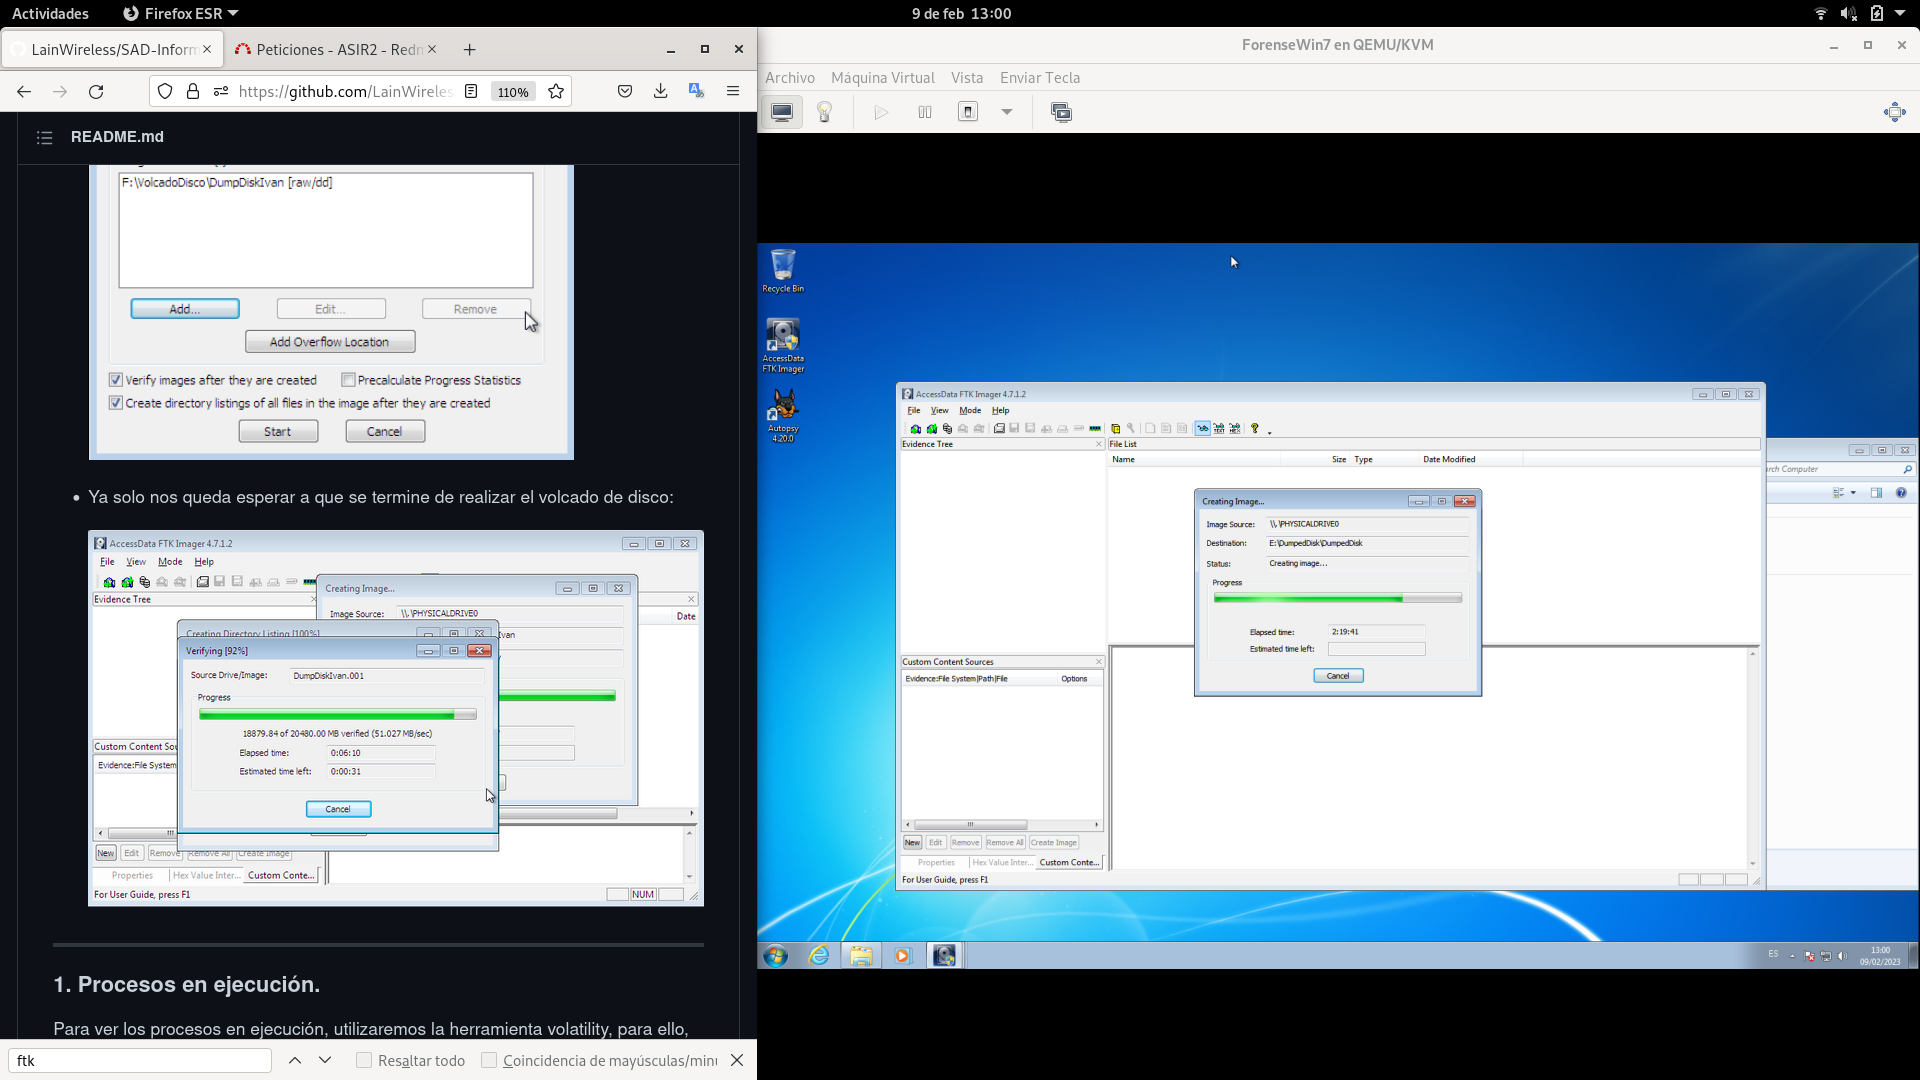 Actividades
Firefox ESR
9 de feb 13:00
LainWireless/SAD-Inform
Peticiones - ASIR2 - Redm
https://github.com/LainWireles
110%
README.md
F:\VolcadoDisco\DumpDiskIvan [raw/dd]
Add...
Edit...
Remove
Add Overflow Location
Verify images after they are created
Precalculate Progress Statistics
Create directory listings of all files in the image after they are created
Start
Cancel
Ya solo nos queda esperar a que se termine de realizar el volcado de disco:
AccessData FTK Imager 4.7.1.2
File View Mode Help
Evidence Tree
Creating Image...
Image Source: \\.\PHYSICALDRIVE0
Date
Creating Directory Listing [100%]
Ivan
Verifying [92%]
Source Drive/Image: DumpDiskIvan.001
Progress
18879.84 of 20480.00 MB verified (51.027 MB/sec)
Elapsed time: 0:06:10
Estimated time left: 0:00:31
Cancel
Custom Content Sou
Evidence:File System
New Edit Remove Remove All Create Image
Properties Hex Value Inter... Custom Conte...
For User Guide, press F1
NUM
1. Procesos en ejecución.
Para ver los procesos en ejecución, utilizaremos la herramienta volatility, para ello,
ftk
Resaltar todo
Coincidencia de mayúsculas/minu
ForenseWin7 en QEMU/KVM
Archivo Máquina Virtual Vista Enviar Tecla
Recycle Bin
AccessData
FTK Imager
Autopsy
4.20.0
AccessData FTK Imager 4.7.1.2
File View Mode Help
Evidence Tree
File List
Name Size Type Date Modified
Creating Image...
Image Source: \\.\PHYSICALDRIVE0
Destination: E:\DumpedDisk\DumpedDisk
Status: Creating image...
Progress
Elapsed time: 2:19:41
Estimated time left:
Cancel
Custom Content Sources
Evidence:File System|Path|File Options
New Edit Remove Remove All Create Image
Properties Hex Value Inter... Custom Conte...
For User Guide, press F1
rch Computer
ES
13:00
09/02/2023